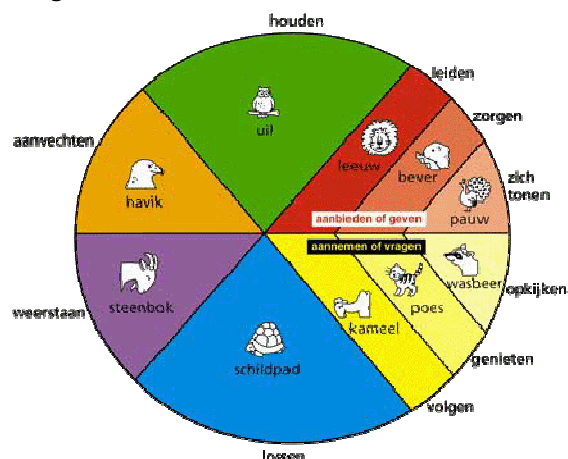 houden
leiden
zorgen
zich
tonen
aanvechten
uil
leeuw
bever
havik
pauw
aanbieden of geven
aannemen of vragen
wasbeer
opkijken
weerstaan
steenbok
poes
kameel
genieten
schildpad
volgen
lossen